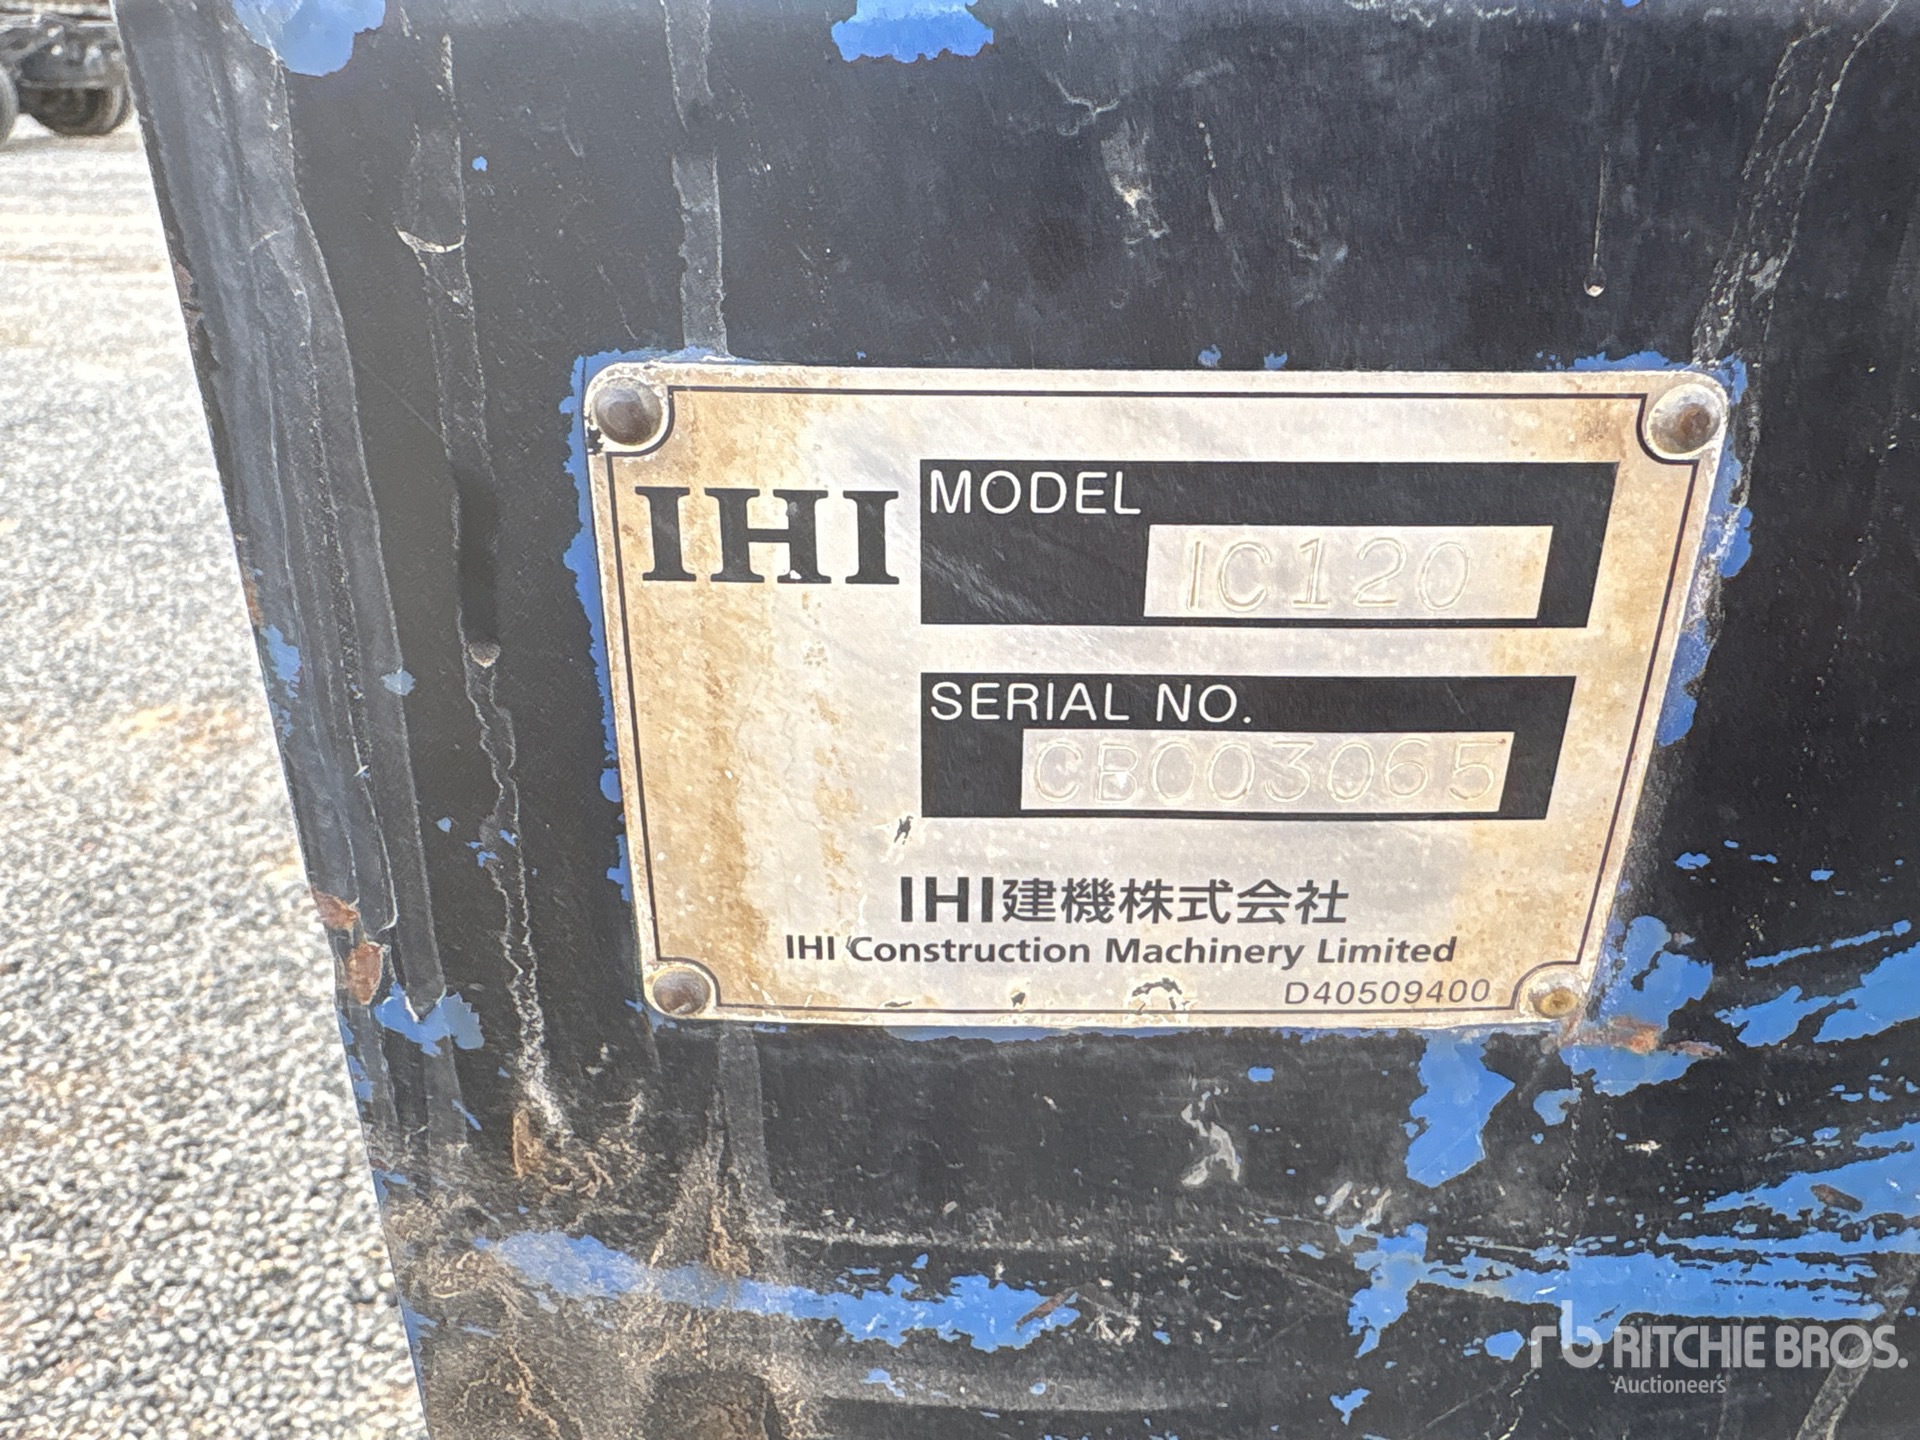 IHI
MODEL
IC120
SERIAL NO.
CB003065
IHI建機株式会社
IHI Construction Machinery Limited
D40509400
rb RITCHIE BROS.
Auctioneers